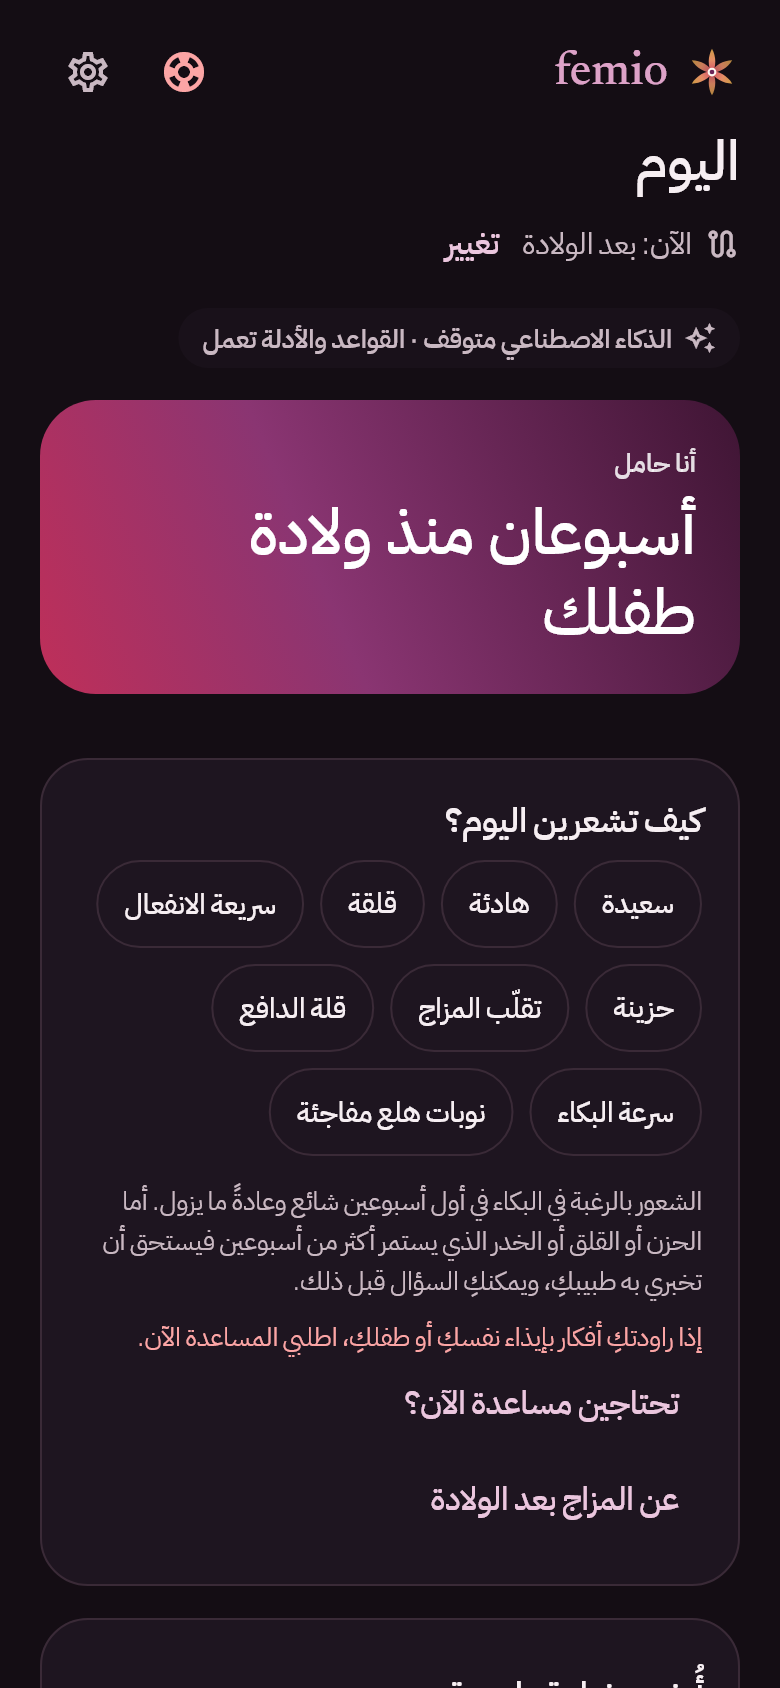 femio
اليوم
الآن: بعد الولادة تغيير
الذكاء الاصطناعي متوقف · القواعد والأدلة تعمل
أنا حامل
أسبوعان منذ ولادة
طفلك
كيف تشعرين اليوم؟
سعيدة هادئة قلقة سريعة الانفعال
حزينة تقلّب المزاج قلة الدافع
سرعة البكاء نوبات هلع مفاجئة
الشعور بالرغبة في البكاء في أول أسبوعين شائع وعادةً ما يزول. أما
الحزن أو القلق أو الخدر الذي يستمر أكثر من أسبوعين فيستحق أن
تخبري به طبيبكِ، ويمكنكِ السؤال قبل ذلك.
إذا راودتكِ أفكار بإيذاء نفسكِ أو طفلكِ، اطلبي المساعدة الآن.
تحتاجين مساعدة الآن؟
عن المزاج بعد الولادة